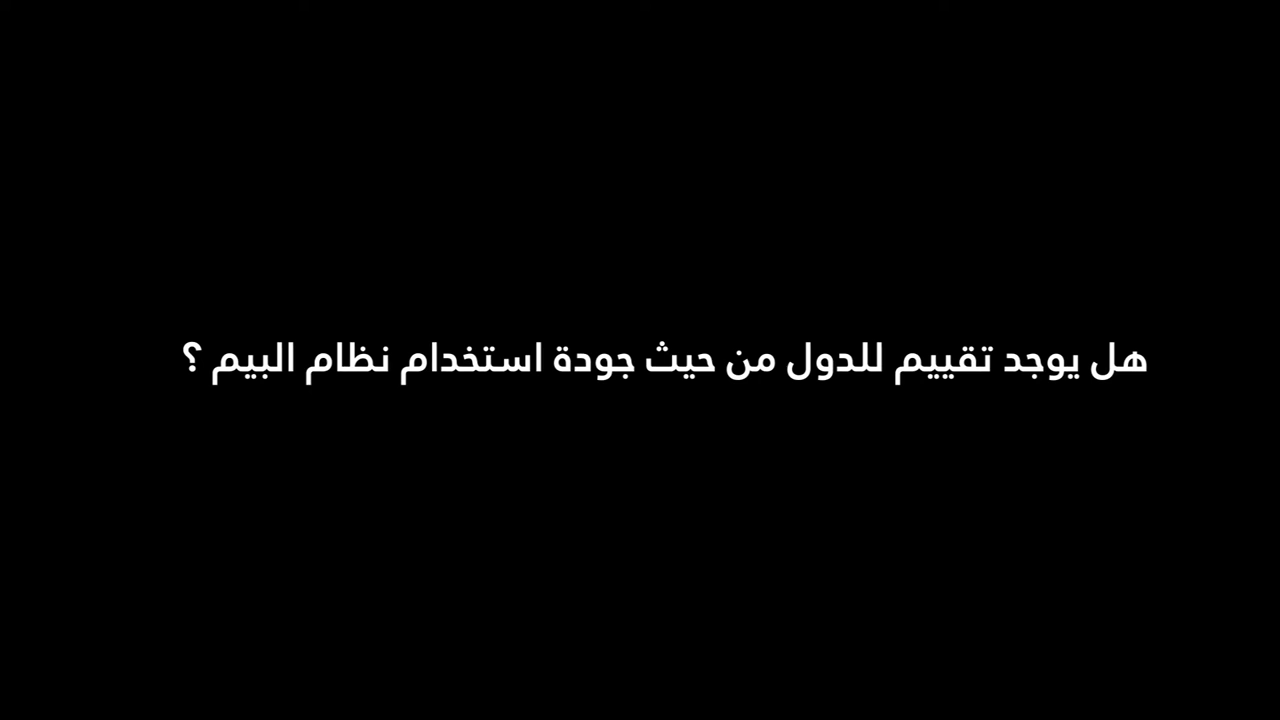 هل يوجد تقييم للدول من حيث جودة استخدام نظام البيم ؟